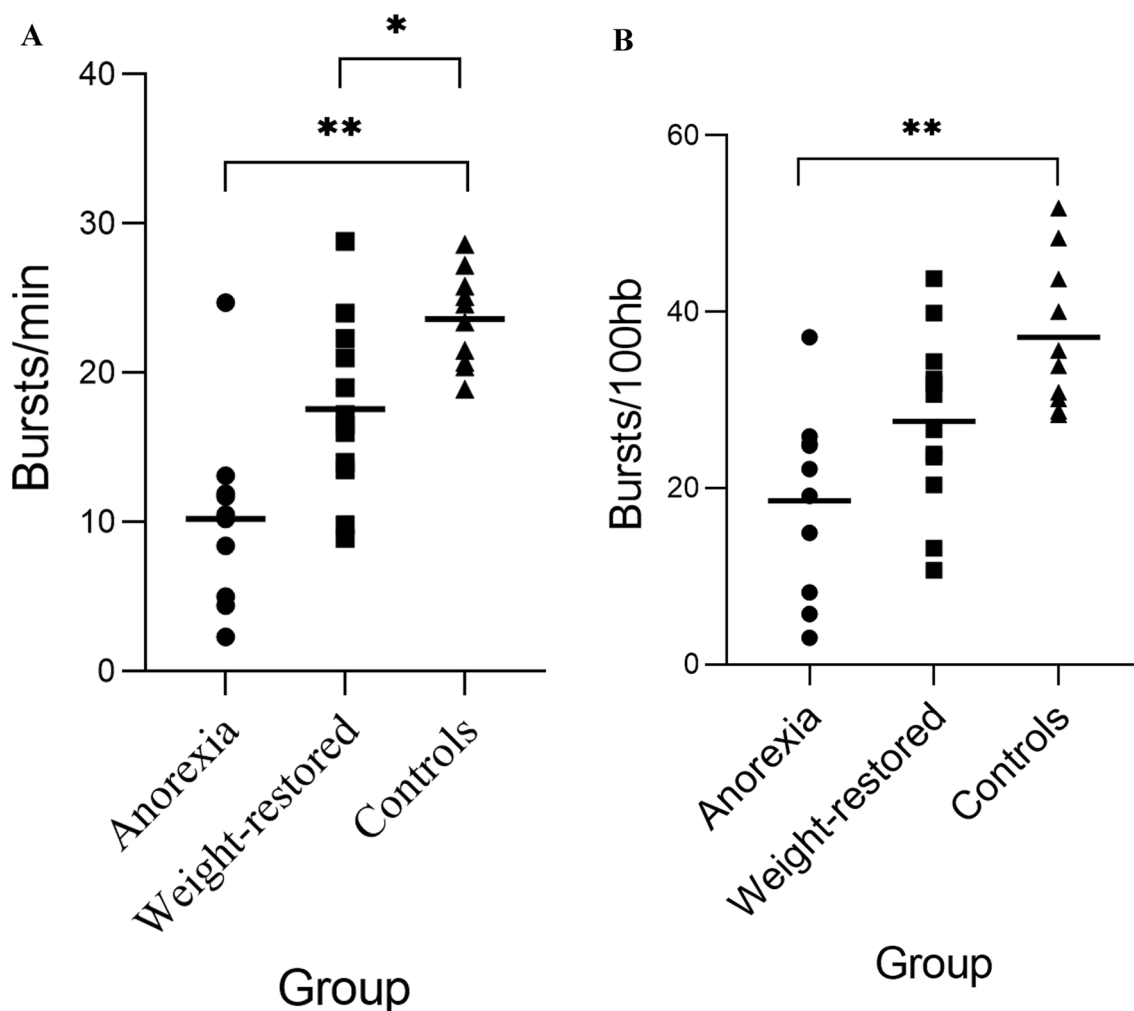 A
*
40
**
30
20
10
0
Bursts/min
Anorexia
Weight-restored
Controls
Group
B
**
60
40
20
0
Bursts/100hb
Anorexia
Weight-restored
Controls
Group